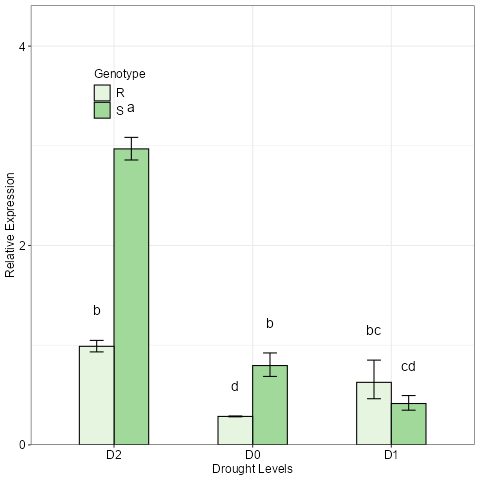 4
Genotype
R
S
a
Relative Expression
2
b
b
bc
cd
d
0
D2
D0
D1
Drought Levels